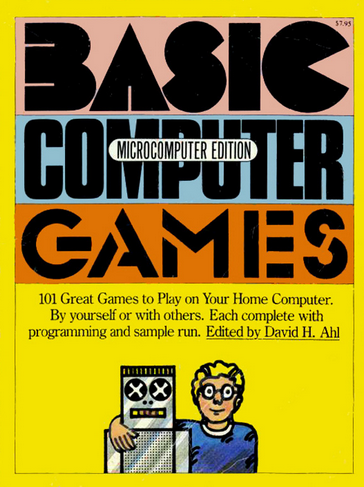 $7.95
BASIC
COMPUTER
MICROCOMPUTER EDITION
GAMES
101 Great Games to Play on Your Home Computer.
By yourself or with others. Each complete with
programming and sample run. Edited by David H. Ahl